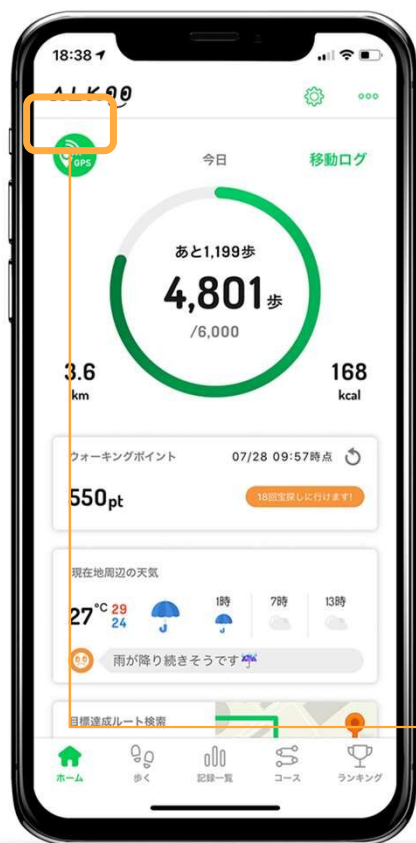 18:38
ALKOO
GPS
今日
移動ログ
あと1,199歩
4,801歩
/6,000
3.6
km
168
kcal
ウォーキングポイント
07/28 09:57時点
550pt
18回宝探しに行けます!
現在地周辺の天気
27°C
29
24
1時
7時
13時
雨が降り続きそうです☔
目標達成ルート検索
ホーム
歩く
記録一覧
コース
ランキング